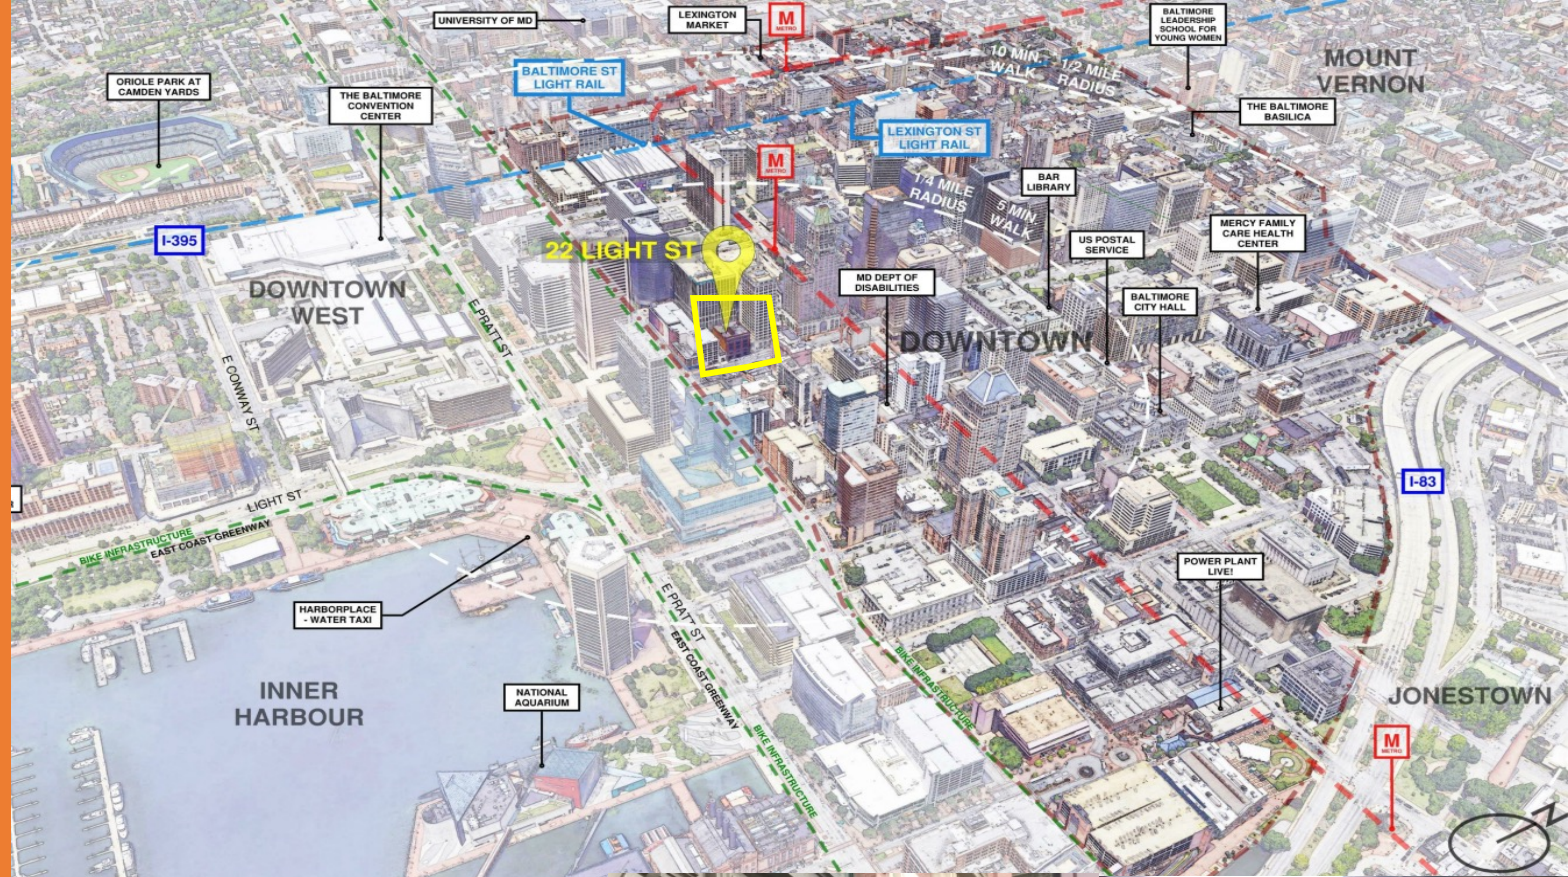 UNIVERSITY OF MD
LEXINGTON
MARKET
M
METRO
BALTIMORE
LEADERSHIP
SCHOOL FOR
YOUNG WOMEN
MOUNT
VERNON
10 MIN.
WALK
1/2 MILE
RADIUS
ORIOLE PARK AT
CAMDEN YARDS
THE BALTIMORE
CONVENTION
CENTER
BALTIMORE ST
LIGHT RAIL
THE BALTIMORE
BASILICA
LEXINGTON ST
LIGHT RAIL
M
METRO
1/4 MILE
RADIUS
5 MIN.
WALK
BAR
LIBRARY
I-395
22 LIGHT ST
US POSTAL
SERVICE
MERCY FAMILY
CARE HEALTH
CENTER
MD DEPT OF
DISABILITIES
BALTIMORE
CITY HALL
DOWNTOWN
WEST
E PRATT ST
DOWNTOWN
E CONWAY ST
I-83
LIGHT ST
BIKE INFRASTRUCTURE
EAST COAST GREENWAY
HARBORPLACE
- WATER TAXI
POWER PLANT
LIVE!
E PRATT ST
EAST COAST GREENWAY
BIKE INFRASTRUCTURE
BIKE INFRASTRUCTURE
INNER
HARBOUR
NATIONAL
AQUARIUM
JONESTOWN
M
METRO
N